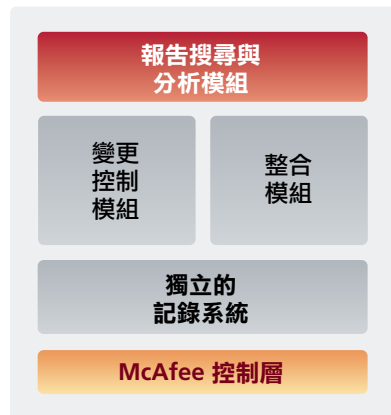 報告搜尋與
分析模組
變更
控制
模組
整合
模組
獨立的
記錄系統
McAfee 控制層